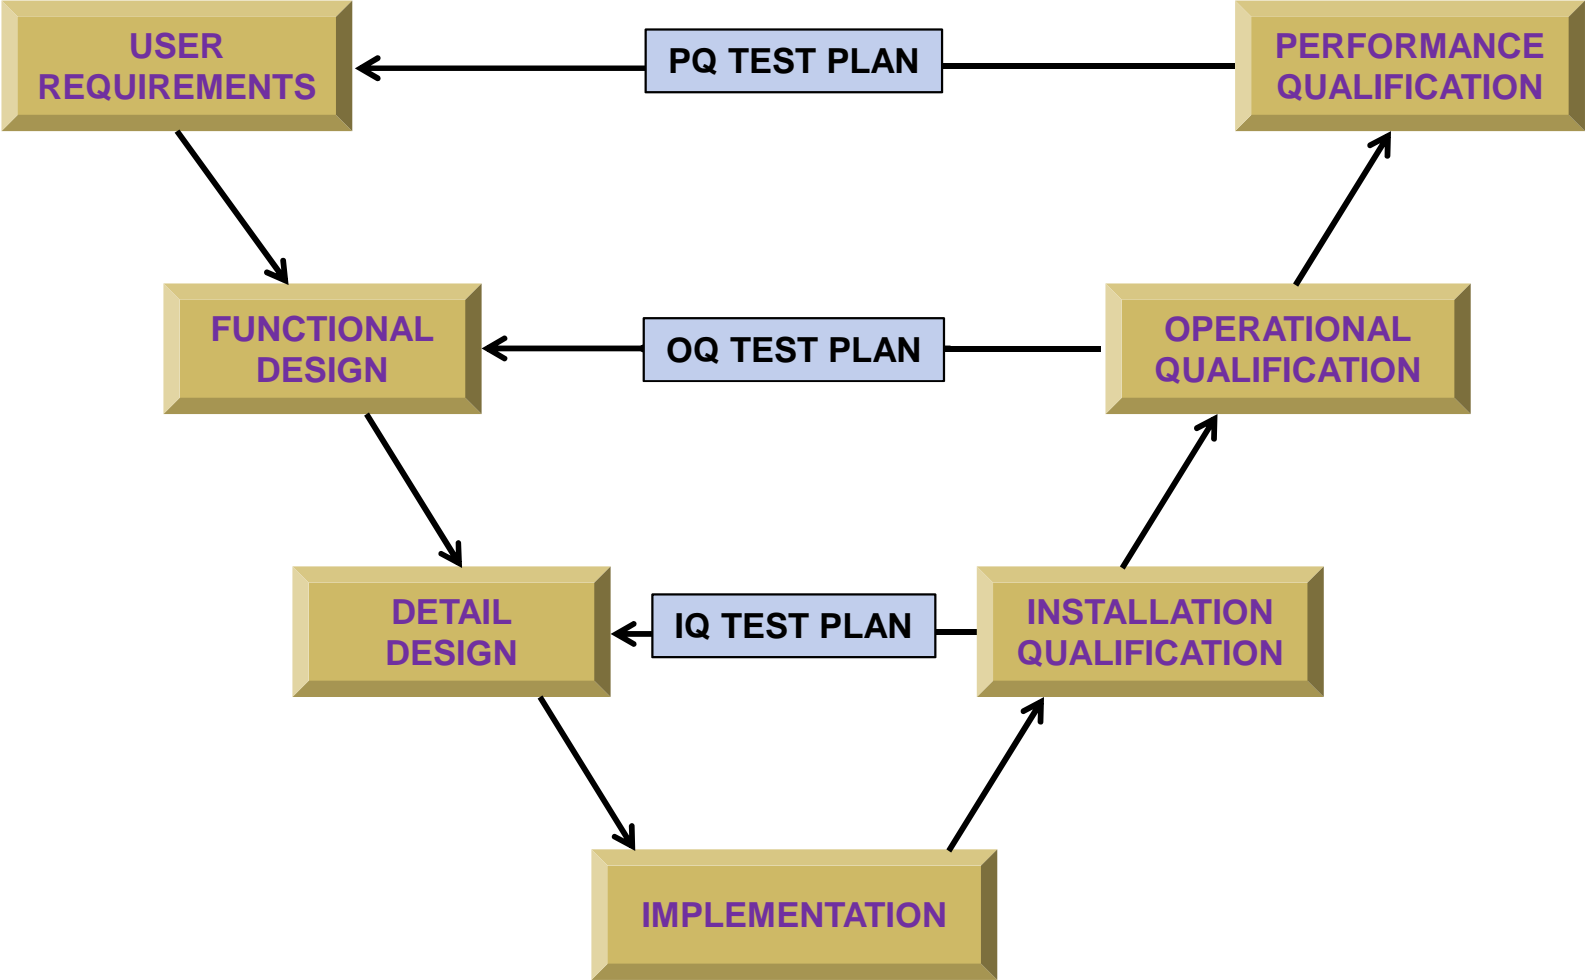 USER
REQUIREMENTS
PQ TEST PLAN
PERFORMANCE
QUALIFICATION
FUNCTIONAL
DESIGN
OQ TEST PLAN
OPERATIONAL
QUALIFICATION
DETAIL
DESIGN
IQ TEST PLAN
INSTALLATION
QUALIFICATION
IMPLEMENTATION